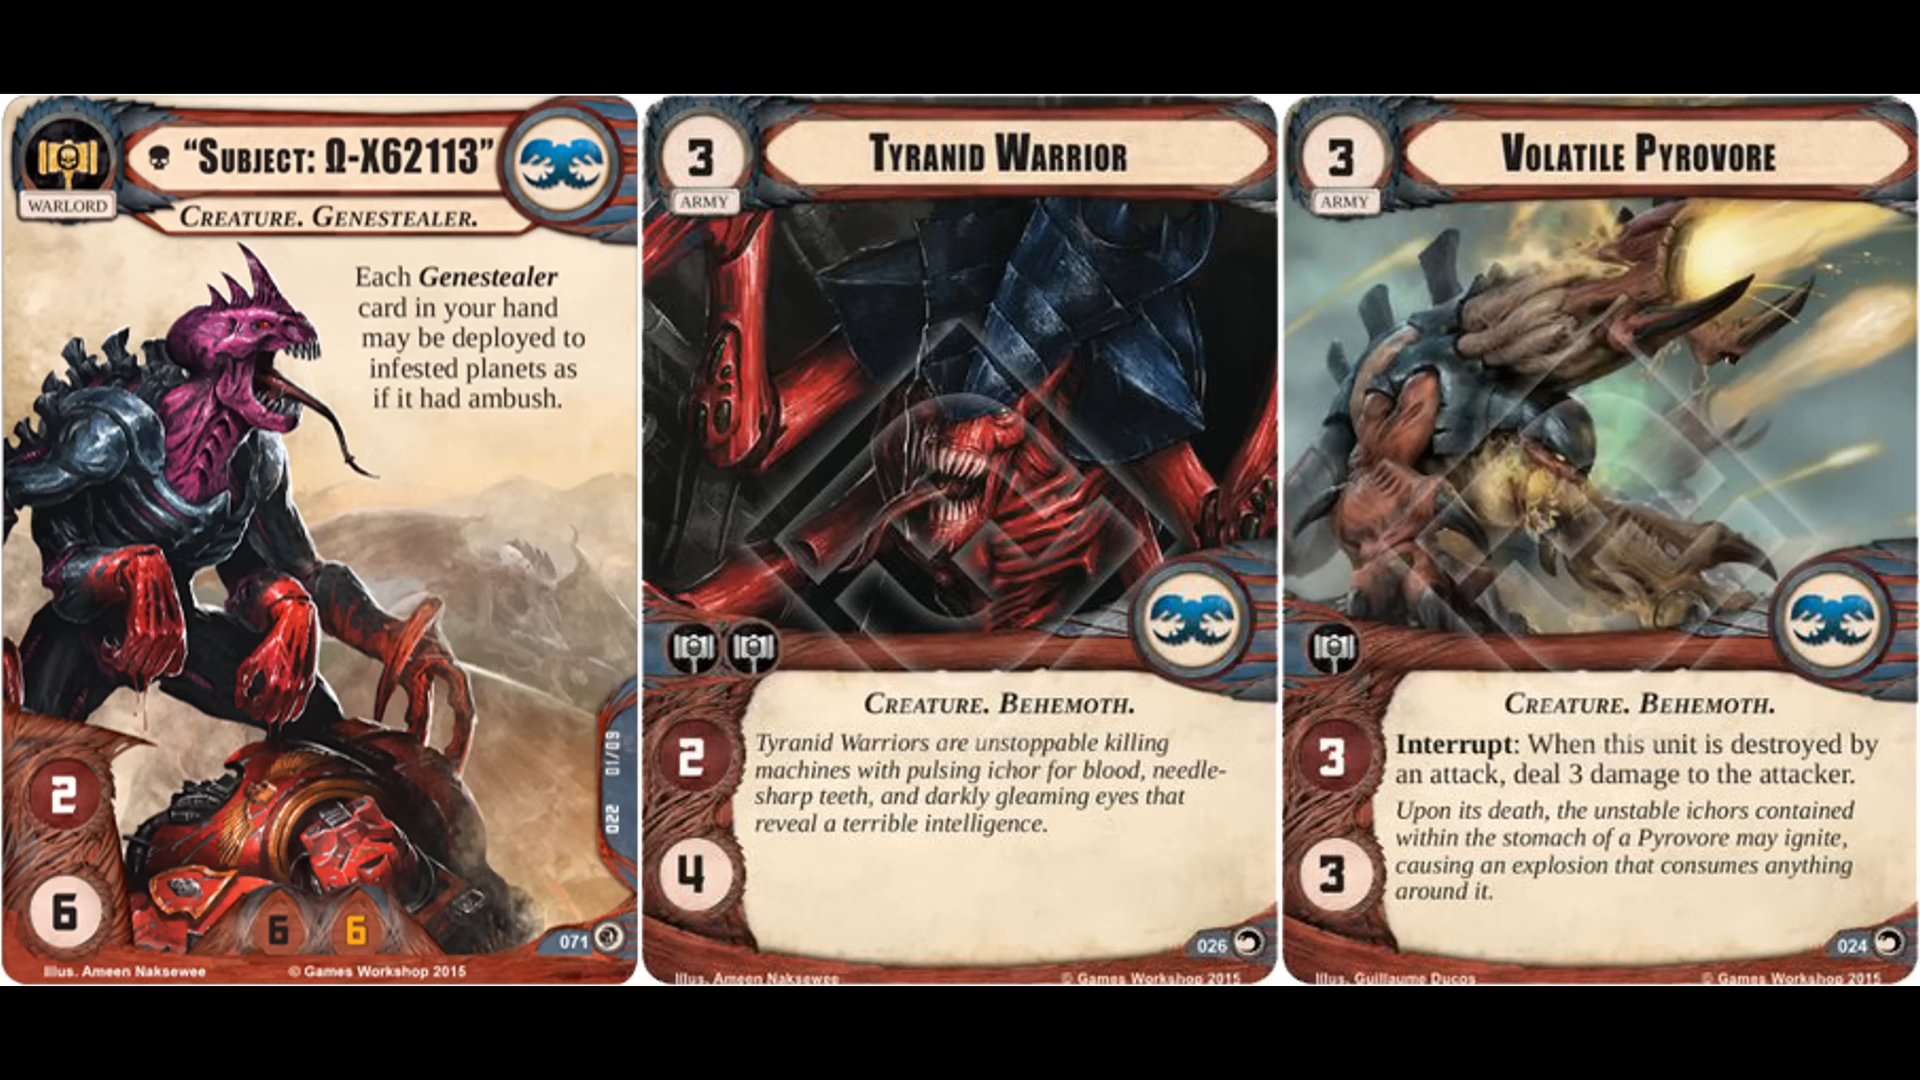 WARLORD
"SUBJECT: Ω-X62113"
CREATURE. GENESTEALER.
Each Genestealer
card in your hand
may be deployed to
infested planets as
if it had ambush.
022 01/09
2
6
6 6
071
Illus. Ameen Naksewee
© Games Workshop 2015
3
ARMY
TYRANID WARRIOR
CREATURE. BEHEMOTH.
2
4
Tyranid Warriors are unstoppable killing
machines with pulsing ichor for blood, needle-
sharp teeth, and darkly gleaming eyes that
reveal a terrible intelligence.
026
Illus. Ameen Naksewee
© Games Workshop 2015
3
ARMY
VOLATILE PYROVORE
CREATURE. BEHEMOTH.
3
3
Interrupt: When this unit is destroyed by
an attack, deal 3 damage to the attacker.
Upon its death, the unstable ichors contained
within the stomach of a Pyrovore may ignite,
causing an explosion that consumes anything
around it.
024
Illus. Guillaume Ducos
© Games Workshop 2015